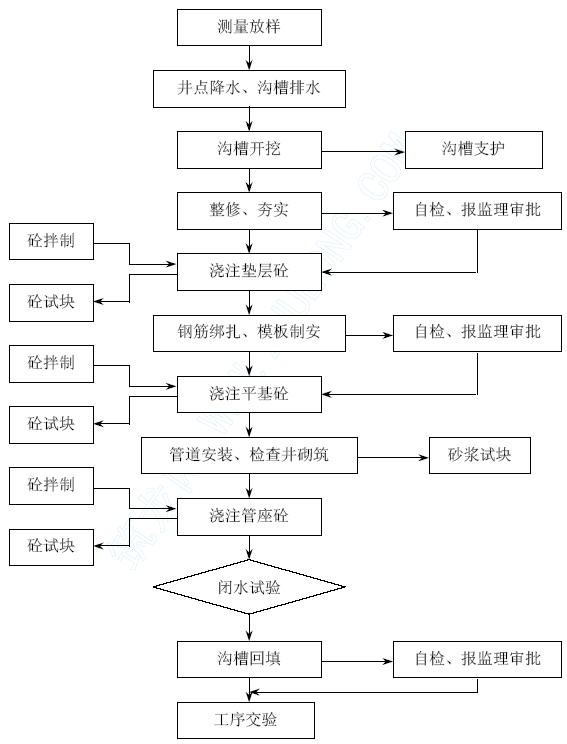 测量放样
井点降水、沟槽排水
沟槽开挖
沟槽支护
整修、夯实
自检、报监理审批
砼拌制
浇注垫层砼
砼试块
钢筋绑扎、模板制安
自检、报监理审批
砼拌制
浇注平基砼
砼试块
管道安装、检查井砌筑
砂浆试块
砼拌制
浇注管座砼
砼试块
闭水试验
沟槽回填
自检、报监理审批
工序交验